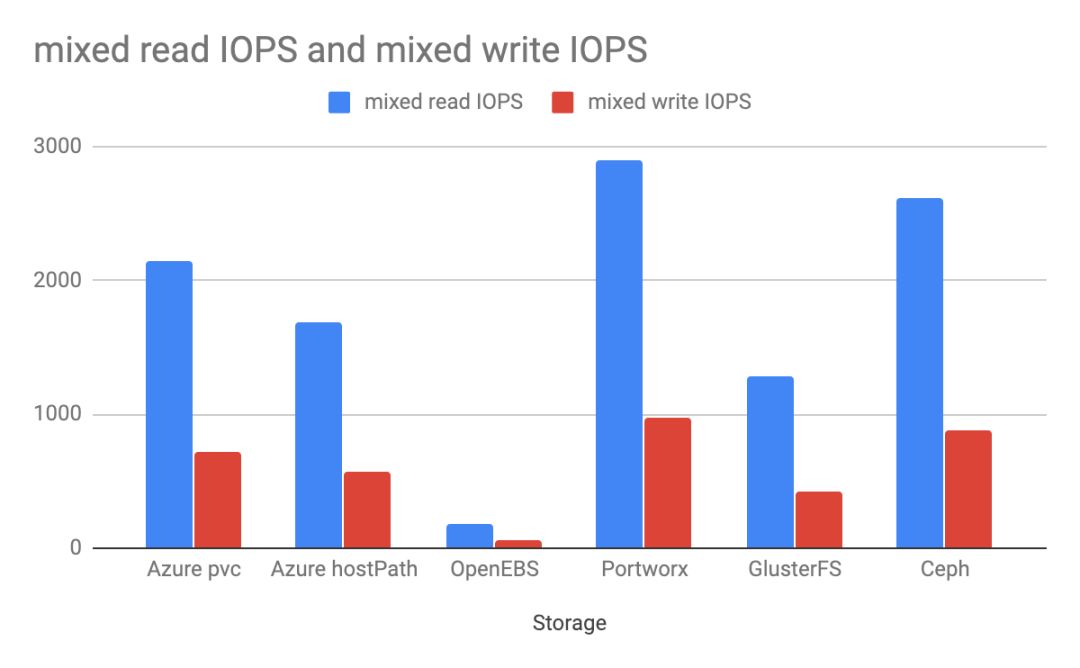 mixed read IOPS and mixed write IOPS
mixed read IOPS mixed write IOPS
3000
2000
1000
0
Azure pvc Azure hostPath OpenEBS Portworx GlusterFS Ceph
Storage